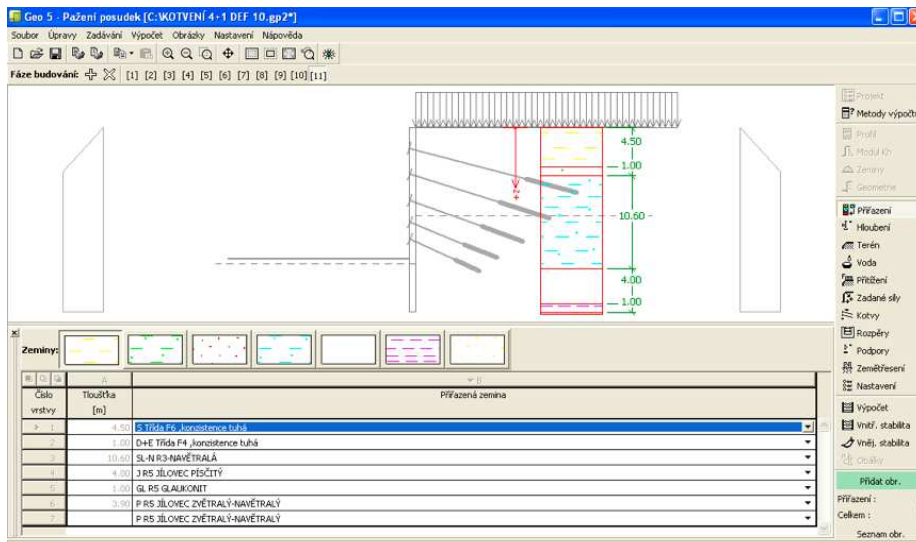 Geo 5 - Pažení posudek [C:\KOTVENÍ 4+1 DEF 10.gp2*]
Soubor Úpravy Zadávání Výpočet Obrázky Nastavení Nápověda
Fáze budování: [1] [2] [3] [4] [5] [6] [7] [8] [9] [10] [11]
Projekt
Metody výpočtu
Profil
Modul Kh
Zeminy
Geometrie
Přiřazení
Hloubení
Terén
Voda
Přitížení
Zadané síly
Kotvy
Rozpěry
Podpory
Zemětřesení
Nastavení
Výpočet
Vnitř. stabilita
Vněj. stabilita
Obálky
Přidat obr.
Přiřazení :
Celkem :
Seznam obr.
4.50
1.00
+z
10.60
4.00
1.00
Zeminy:
A B
Číslo vrstvy Tloušťka [m] Přiřazená zemina
1 4.50 S Třída F6 ,konzistence tuhá
2 1.00 D+E Třída F4 ,konzistence tuhá
3 10.60 SL-N R3-NAVĚTRALÁ
4 4.00 J R5 JÍLOVEC PÍSČITÝ
5 1.00 GL R5 GLAUKONIT
6 3.90 P R5 JÍLOVEC ZVĚTRALÝ-NAVĚTRALÝ
7 P R5 JÍLOVEC ZVĚTRALÝ-NAVĚTRALÝ